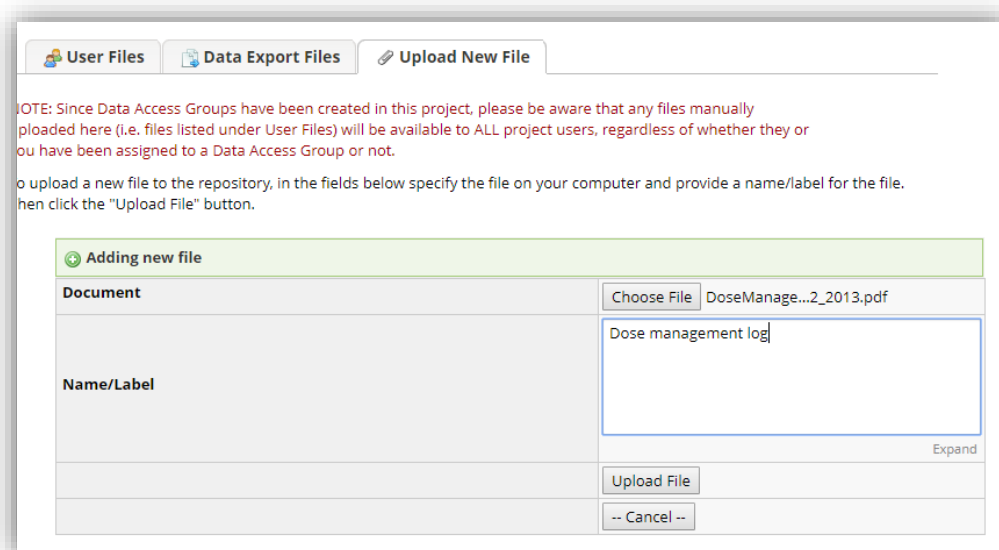 User Files Data Export Files Upload New File
NOTE: Since Data Access Groups have been created in this project, please be aware that any files manually
uploaded here (i.e. files listed under User Files) will be available to ALL project users, regardless of whether they or
you have been assigned to a Data Access Group or not.
To upload a new file to the repository, in the fields below specify the file on your computer and provide a name/label for the file.
Then click the "Upload File" button.
Adding new file
Document Choose File DoseManage...2_2013.pdf
Dose management log
Name/Label
Expand
Upload File
-- Cancel --